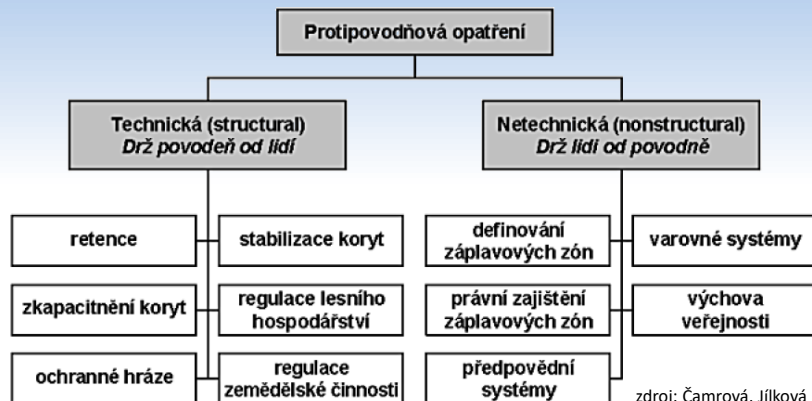 Protipovodňová opatření
Technická (structural)
Drž povodeň od lidí
Netechnická (nonstructural)
Drž lidi od povodně
retence
stabilizace koryt
zkapacitnění koryt
regulace lesního
hospodářství
ochranné hráze
regulace
zemědělské činnosti
definování
záplavových zón
varovné systémy
právní zajištění
záplavových zón
výchova
veřejnosti
předpovědní
systémy
zdroj: Čamrová, Jílková